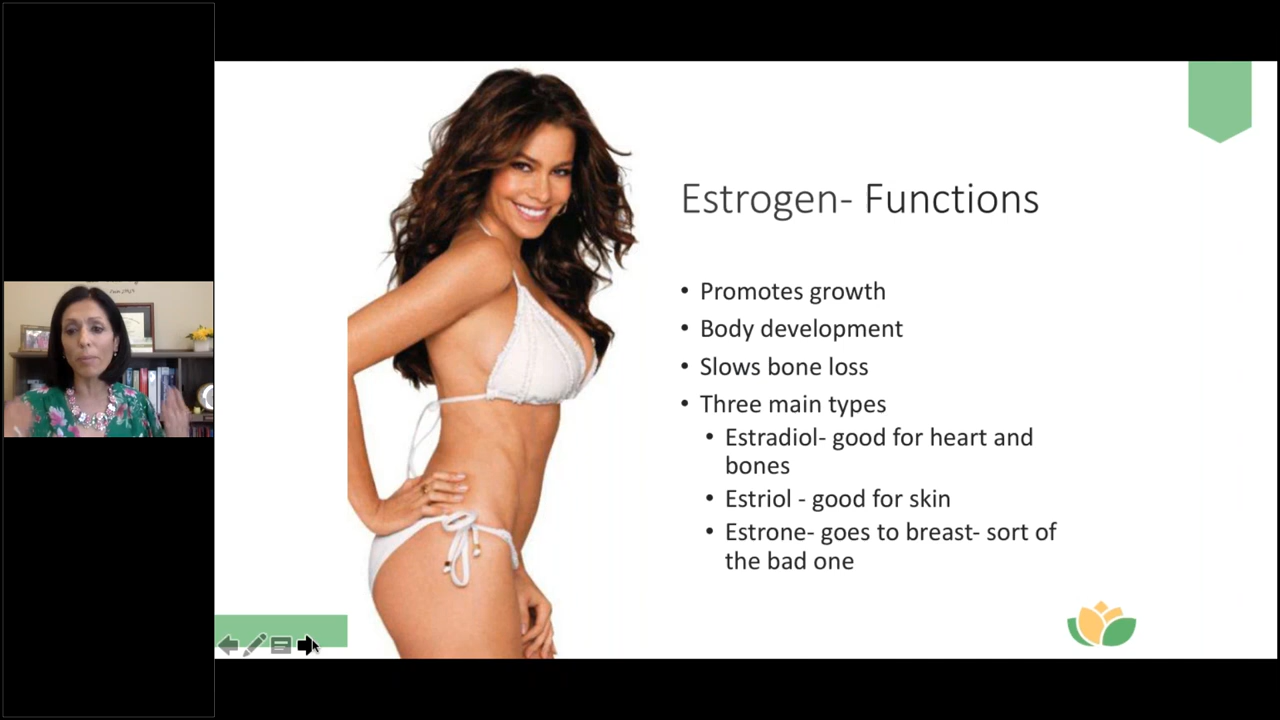 Estrogen- Functions
• Promotes growth
• Body development
• Slows bone loss
• Three main types
• Estradiol- good for heart and
bones
• Estriol - good for skin
• Estrone- goes to breast- sort of
the bad one